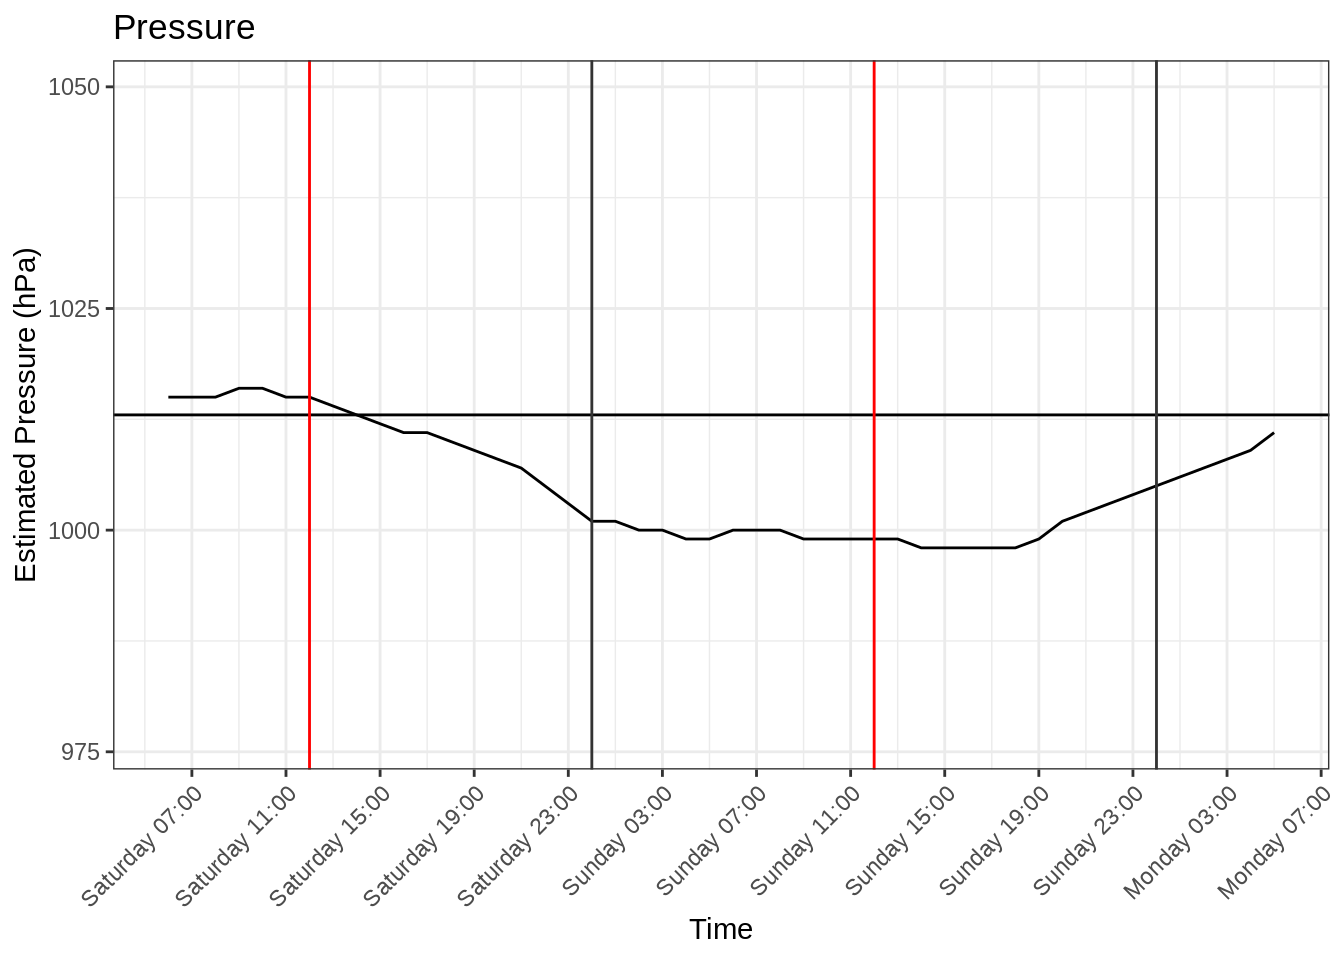 Pressure
Estimated Pressure (hPa)
1050
1025
1000
975
Saturday 07:00
Saturday 11:00
Saturday 15:00
Saturday 19:00
Saturday 23:00
Sunday 03:00
Sunday 07:00
Sunday 11:00
Sunday 15:00
Sunday 19:00
Sunday 23:00
Monday 03:00
Monday 07:00
Time